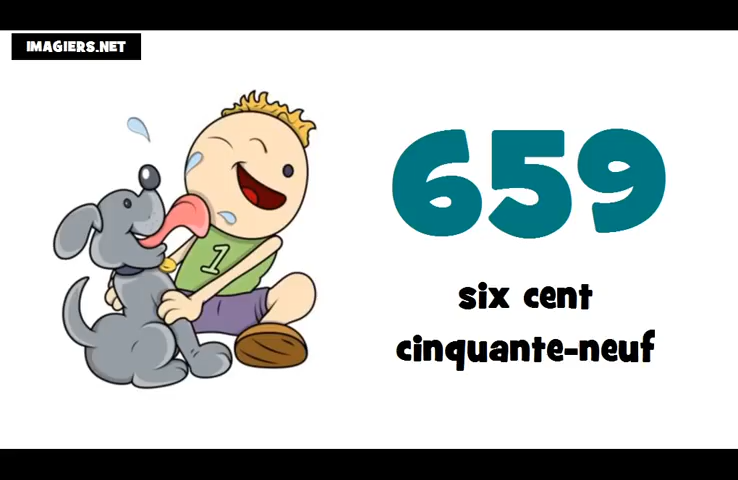 IMAGIERS.NET
659
six cent
cinquante-neuf
1